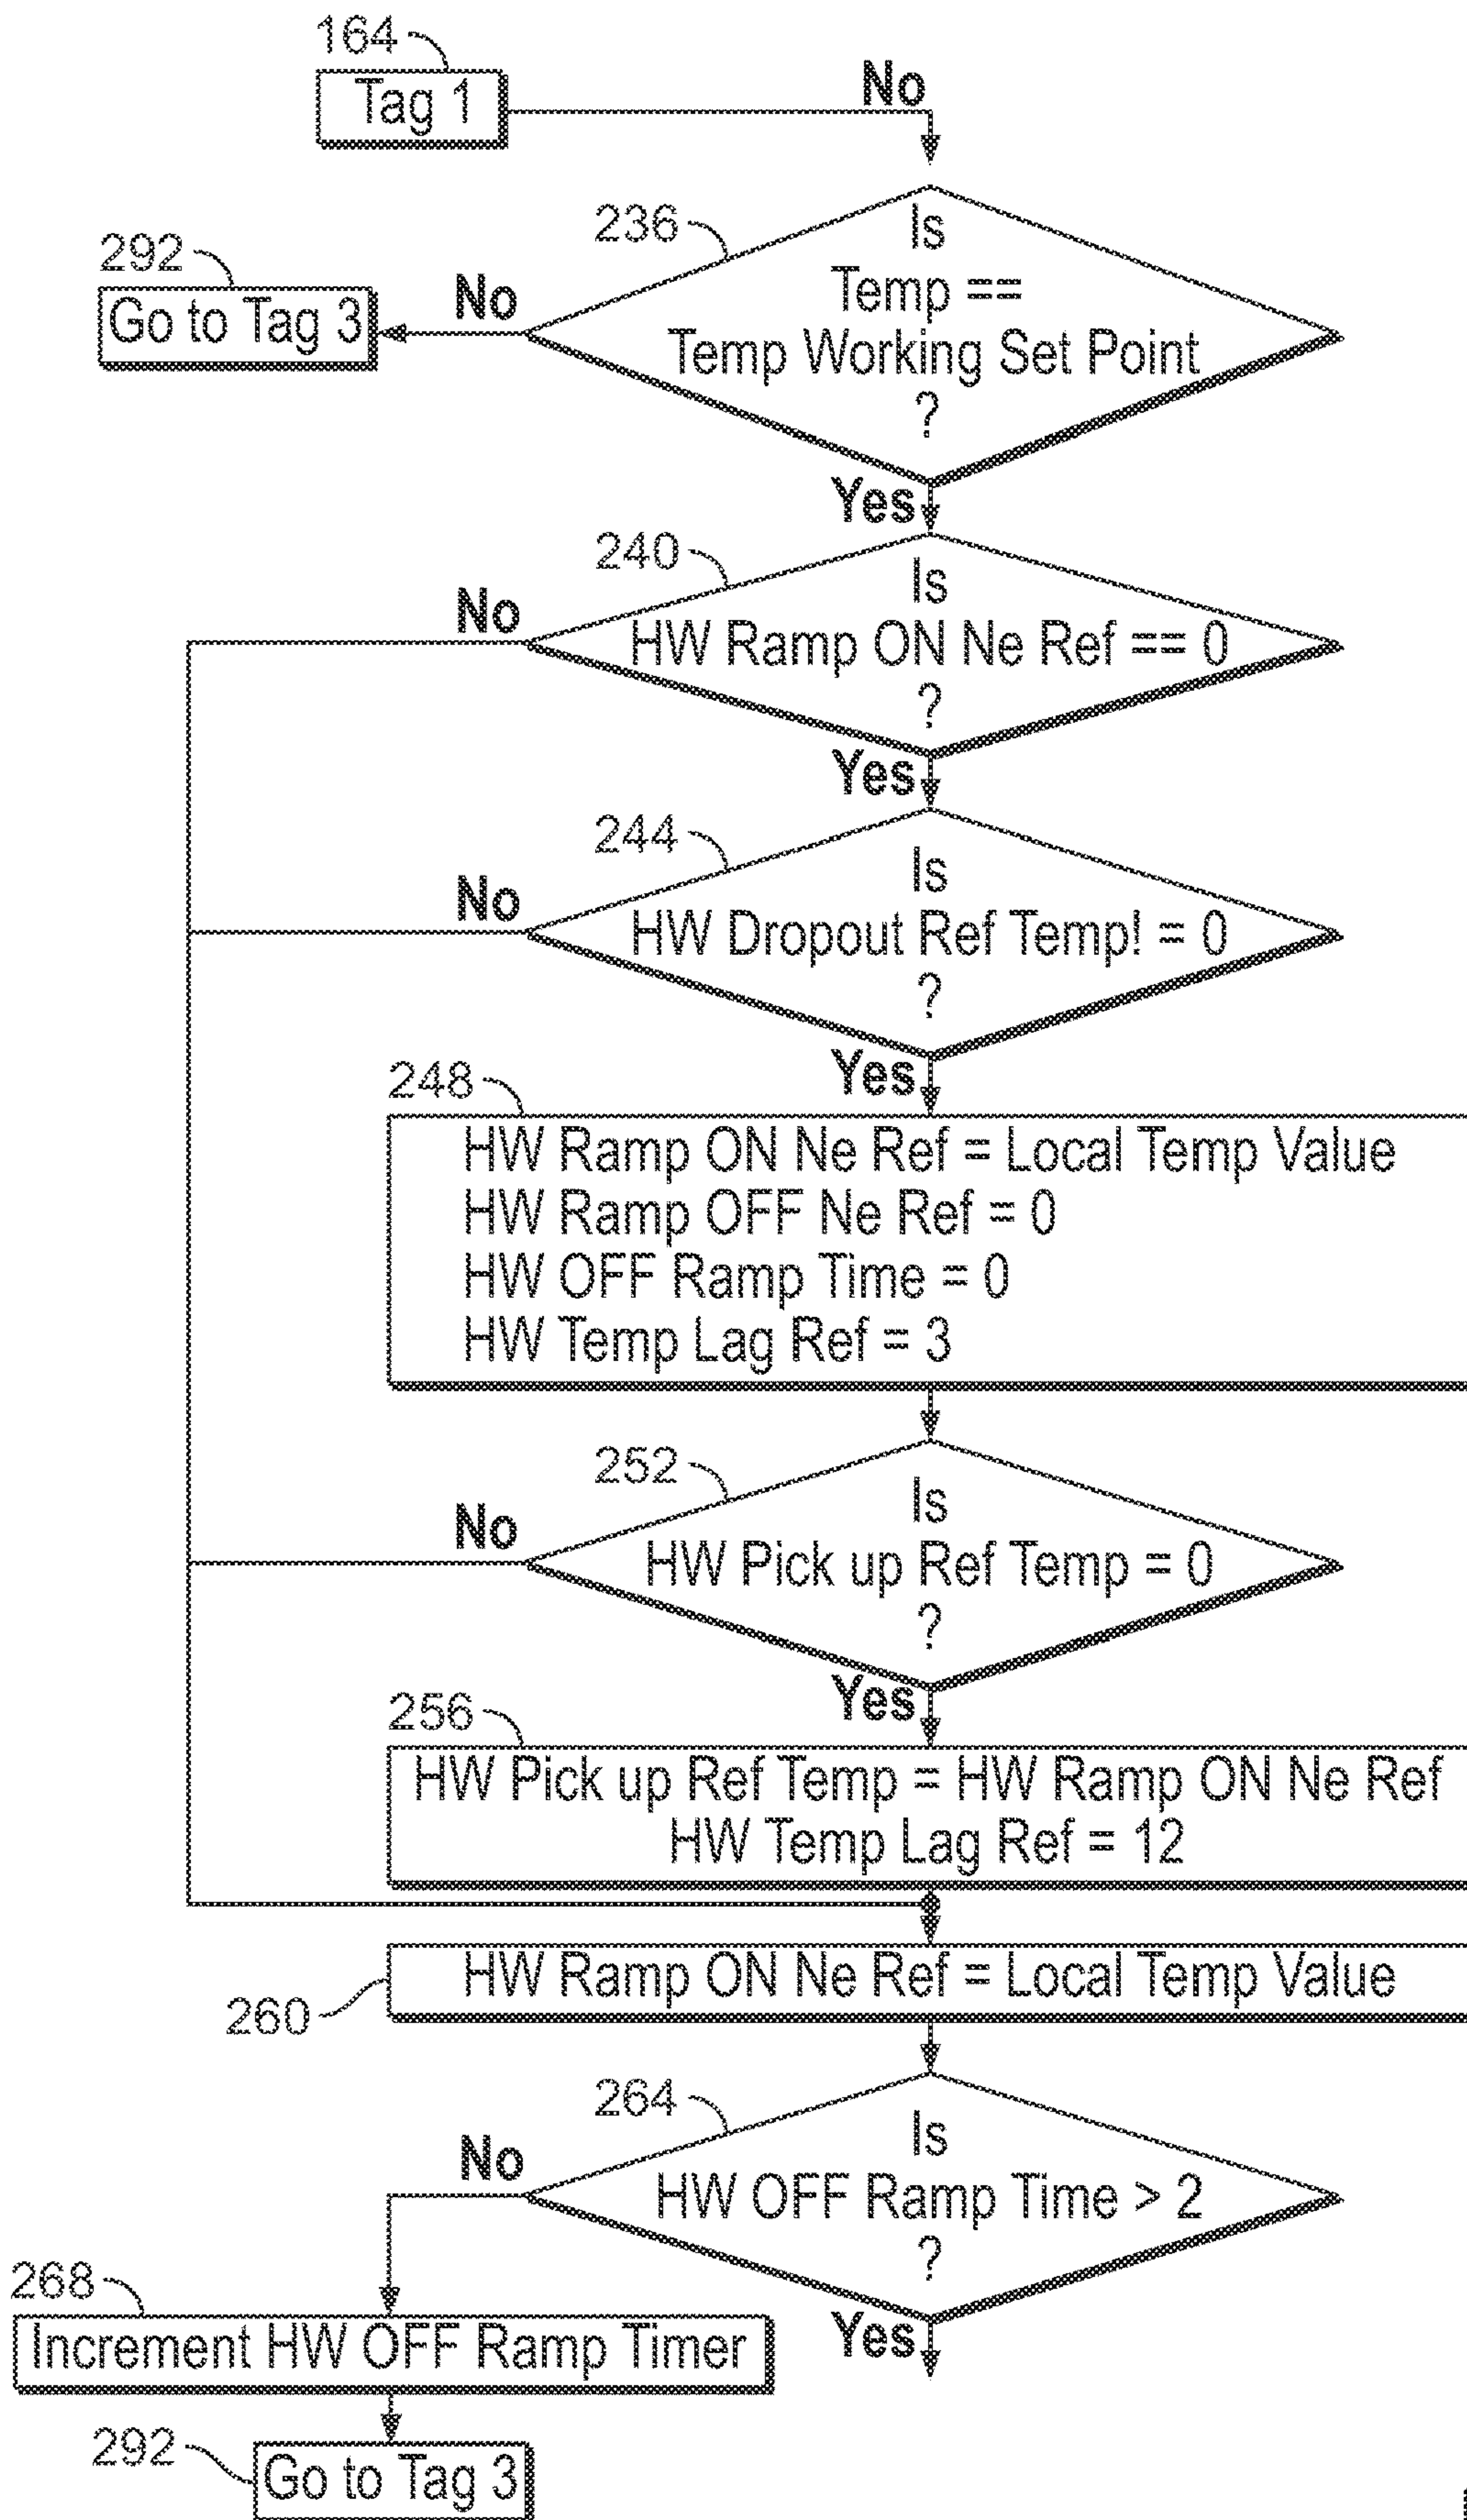 164
Tag 1
No
236
Is
Temp ==
Temp Working Set Point
?
292
Go to Tag 3
No
Yes
240
Is
HW Ramp ON Ne Ref == 0
?
No
Yes
244
Is
HW Dropout Ref Temp! = 0
?
No
Yes
248
HW Ramp ON Ne Ref = Local Temp Value
HW Ramp OFF Ne Ref = 0
HW OFF Ramp Time = 0
HW Temp Lag Ref = 3
252
Is
HW Pick up Ref Temp = 0
?
No
Yes
256
HW Pick up Ref Temp = HW Ramp ON Ne Ref
HW Temp Lag Ref = 12
HW Ramp ON Ne Ref = Local Temp Value
260
264
Is
HW OFF Ramp Time > 2
?
No
Yes
268
Increment HW OFF Ramp Timer
292
Go to Tag 3